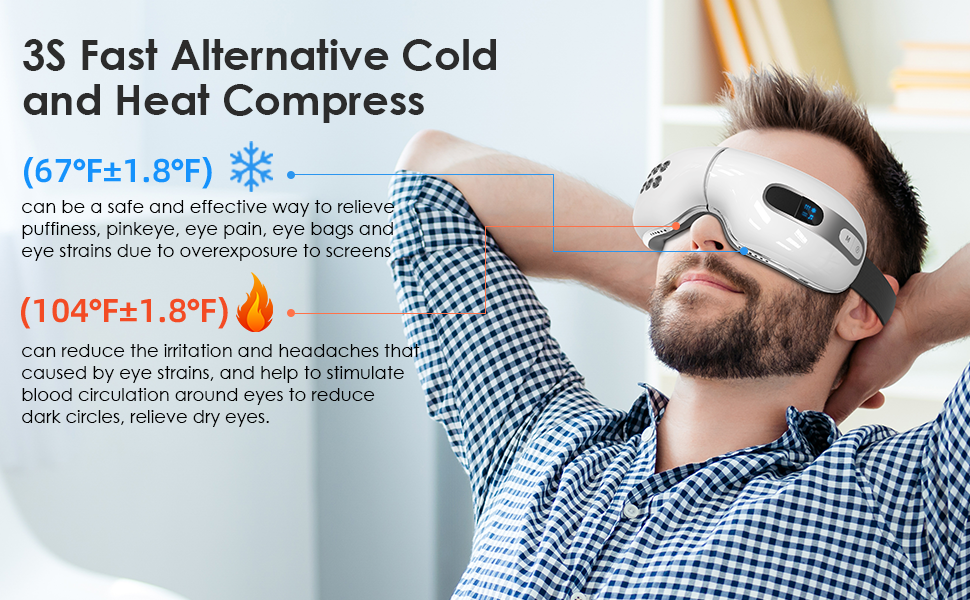 3S Fast Alternative Cold
and Heat Compress
(67°F±1.8°F)
can be a safe and effective way to relieve
puffiness, pinkeye, eye pain, eye bags and
eye strains due to overexposure to screens
(104°F±1.8°F)
can reduce the irritation and headaches that
caused by eye strains, and help to stimulate
blood circulation around eyes to reduce
dark circles, relieve dry eyes.
M